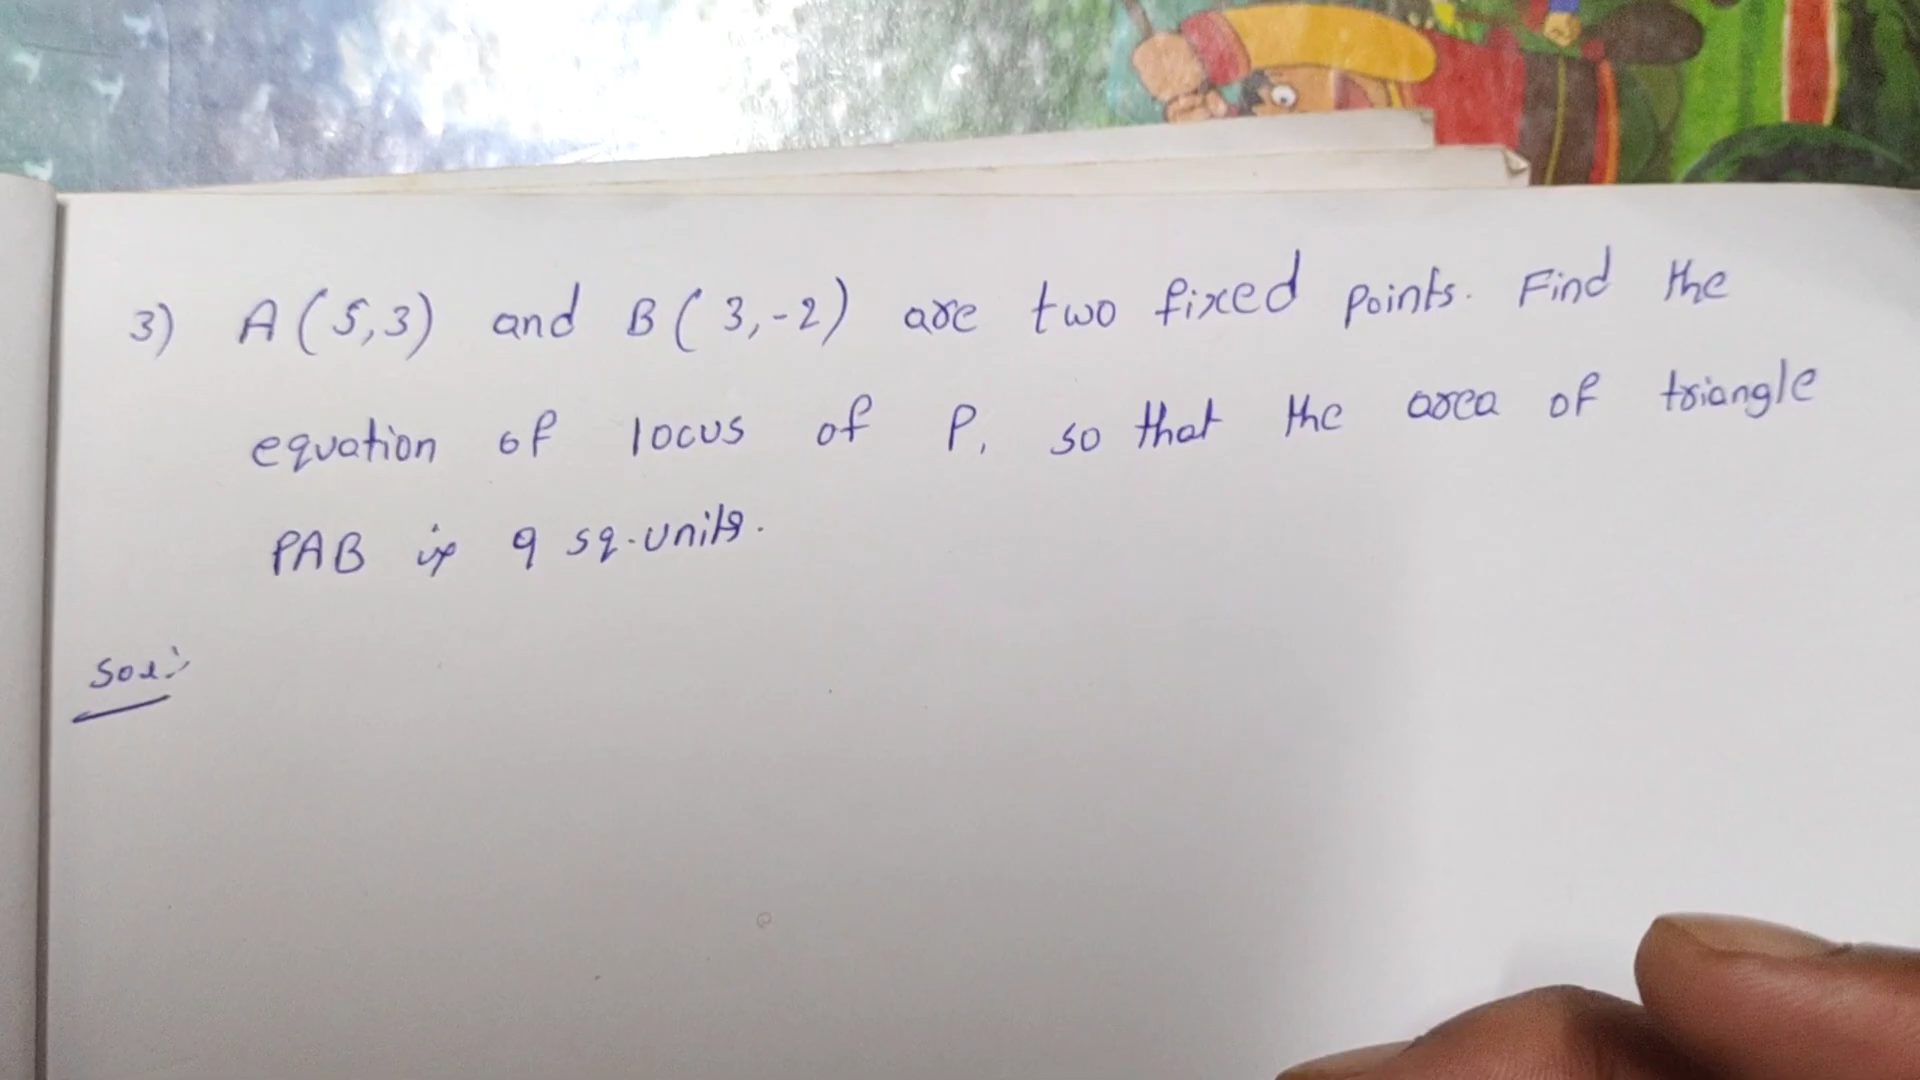 3) A(5,3) and B(3,-2) are two fixed points. Find the
equation of locus of P, so that the area of triangle
PAB is 9 sq.units.
Sol: